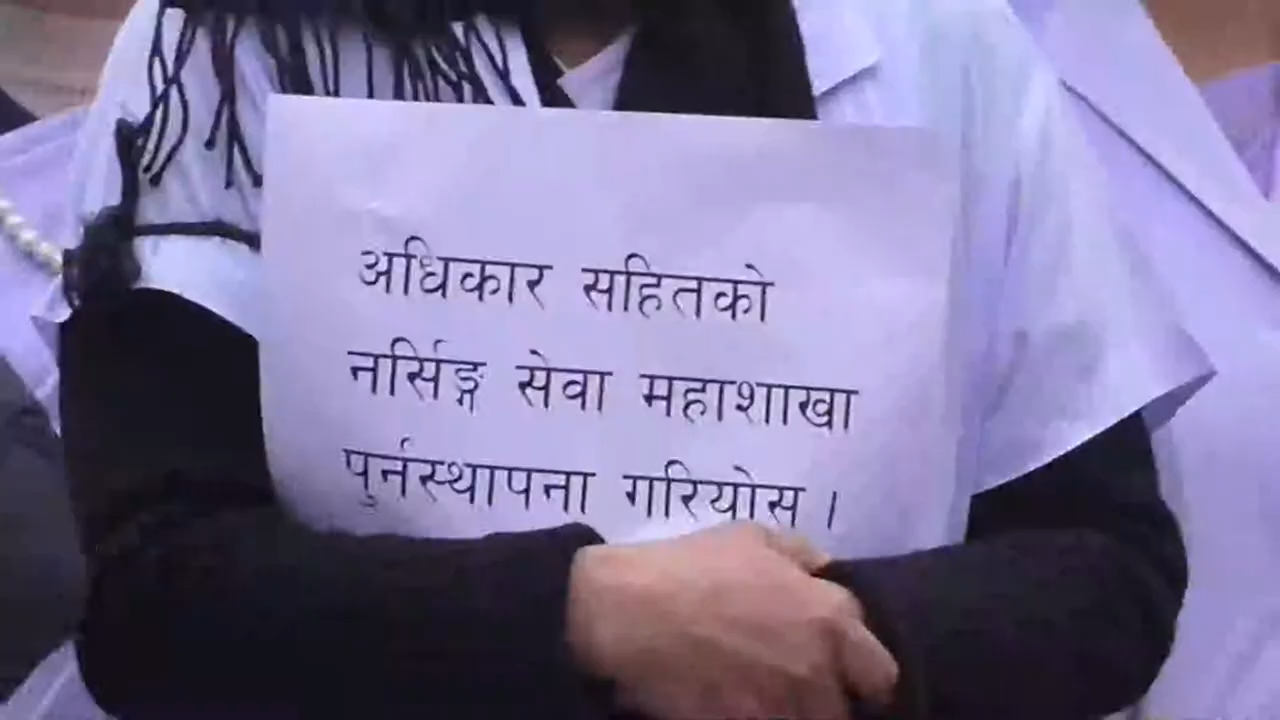 अधिकार सहितको
नर्सिङ्ग सेवा महाशाखा
पुर्नस्थापना गरियोस ।